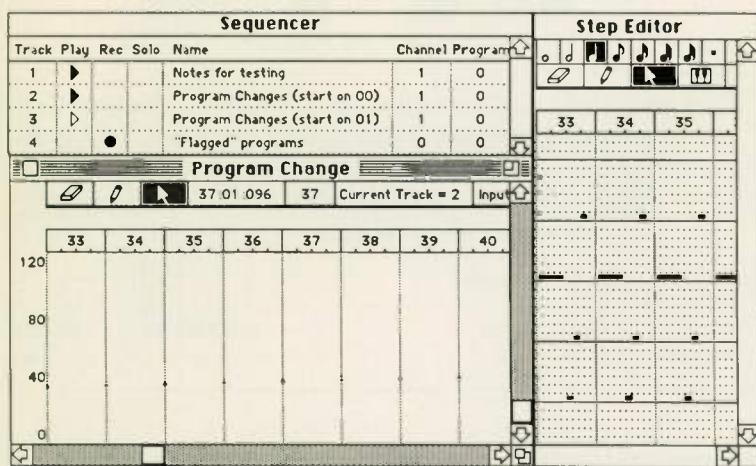 Sequencer
Track Play Rec Solo Name Channel Program
1 Notes for testing 1 0
2 Program Changes (start on 00) 1 0
3 Program Changes (start on 01) 1 0
4 "Flagged" programs 0 0
Program Change
37:01:096 37 Current Track = 2 Input
33 34 35 36 37 38 39 40
120
80
40
0
Step Editor
33 34 35